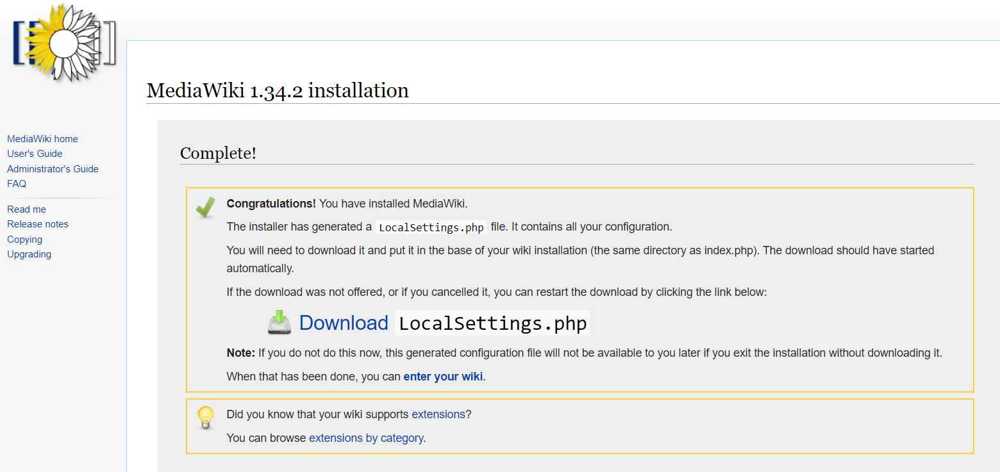 MediaWiki 1.34.2 installation
MediaWiki home
User's Guide
Administrator's Guide
FAQ
Read me
Release notes
Copying
Upgrading
Complete!
Congratulations! You have installed MediaWiki.
The installer has generated a LocalSettings.php file. It contains all your configuration.
You will need to download it and put it in the base of your wiki installation (the same directory as index.php). The download should have started
automatically.
If the download was not offered, or if you cancelled it, you can restart the download by clicking the link below:
Download LocalSettings.php
Note: If you do not do this now, this generated configuration file will not be available to you later if you exit the installation without downloading it.
When that has been done, you can enter your wiki.
Did you know that your wiki supports extensions?
You can browse extensions by category.